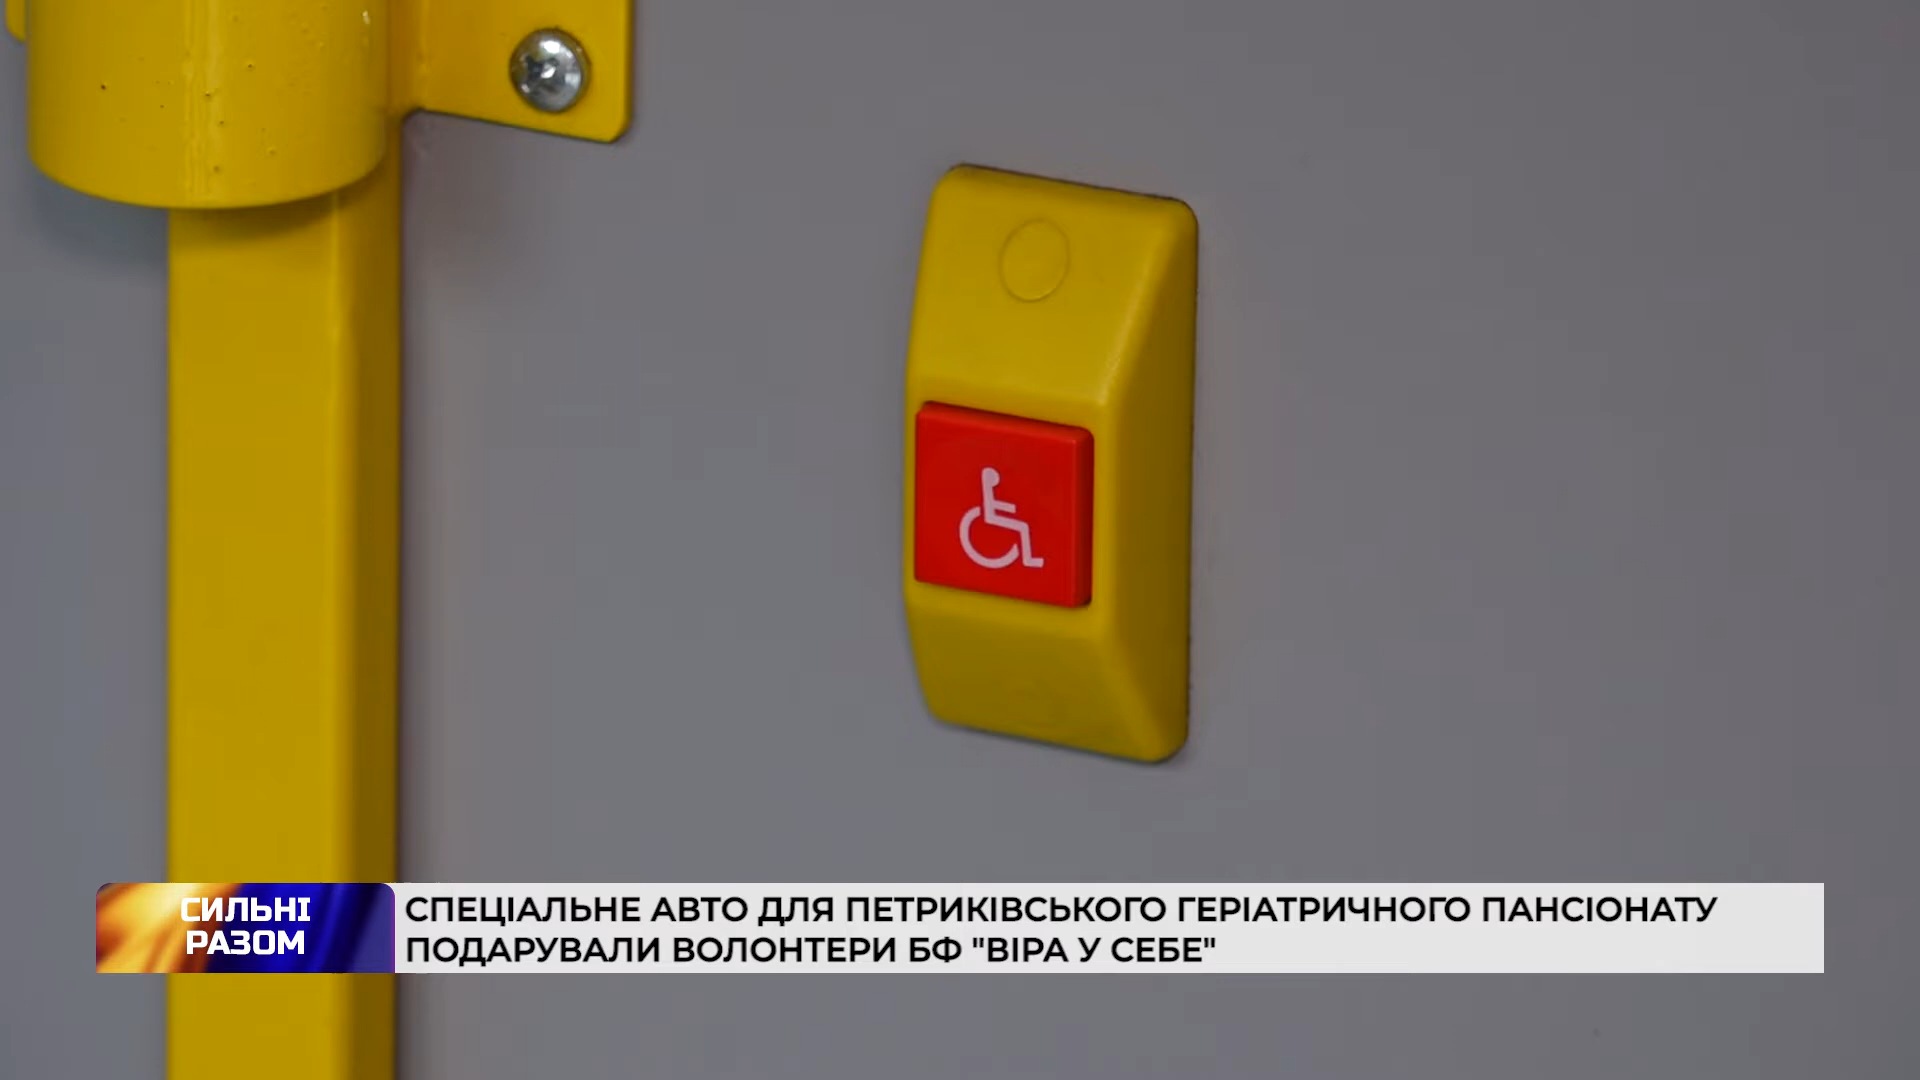 СИЛЬНІ
РАЗОМ
СПЕЦІАЛЬНЕ АВТО ДЛЯ ПЕТРИКІВСЬКОГО ГЕРІАТРИЧНОГО ПАНСІОНАТУ
ПОДАРУВАЛИ ВОЛОНТЕРИ БФ "ВІРА У СЕБЕ"